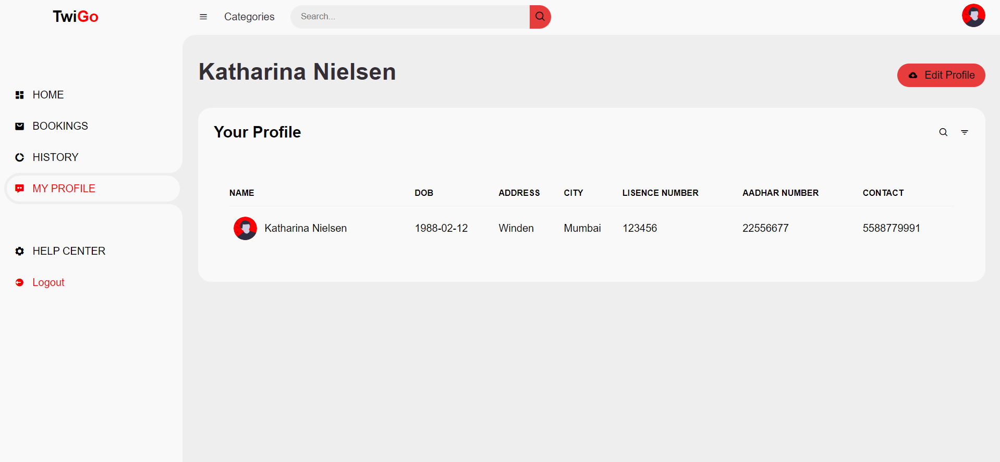 TwiGo
Categories
Search...
HOME
BOOKINGS
HISTORY
MY PROFILE
HELP CENTER
Logout
Katharina Nielsen
Edit Profile
Your Profile
NAME DOB ADDRESS CITY LISENCE NUMBER AADHAR NUMBER CONTACT
Katharina Nielsen 1988-02-12 Winden Mumbai 123456 22556677 5588779991